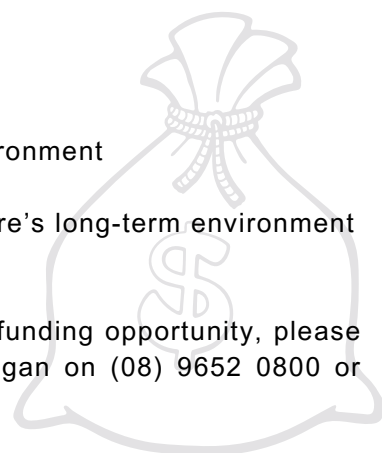 ronment
re's long-term environment
funding opportunity, please
gan on (08) 9652 0800 or
$